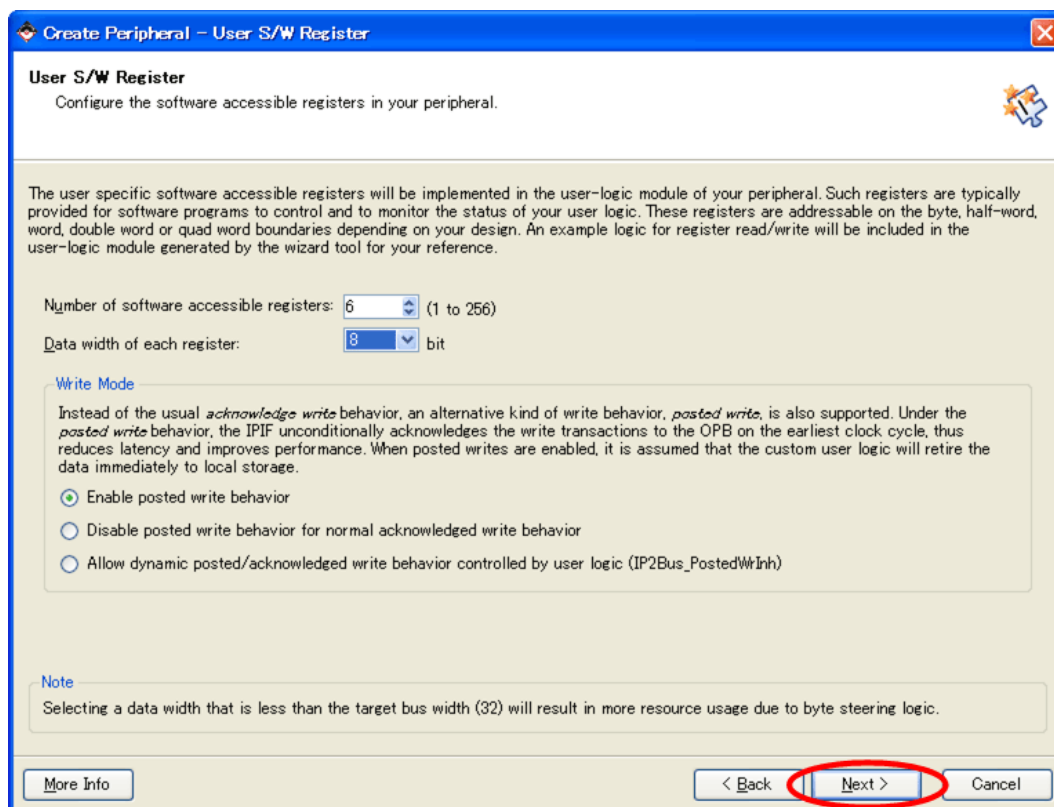 Create Peripheral - User S/W Register
User S/W Register
Configure the software accessible registers in your peripheral.
The user specific software accessible registers will be implemented in the user-logic module of your peripheral. Such registers are typically
provided for software programs to control and to monitor the status of your user logic. These registers are addressable on the byte, half-word,
word, double word or quad word boundaries depending on your design. An example logic for register read/write will be included in the
user-logic module generated by the wizard tool for your reference.
Number of software accessible registers: 6 (1 to 256)
Data width of each register: 8 bit
Write Mode
Instead of the usual acknowledge write behavior, an alternative kind of write behavior, posted write, is also supported. Under the
posted write behavior, the IPIF unconditionally acknowledges the write transactions to the OPB on the earliest clock cycle, thus
reduces latency and improves performance. When posted writes are enabled, it is assumed that the custom user logic will retire the
data immediately to local storage.
Enable posted write behavior
Disable posted write behavior for normal acknowledged write behavior
Allow dynamic posted/acknowledged write behavior controlled by user logic (IP2Bus_PostedWrInh)
Note
Selecting a data width that is less than the target bus width (32) will result in more resource usage due to byte steering logic.
More Info < Back Next > Cancel